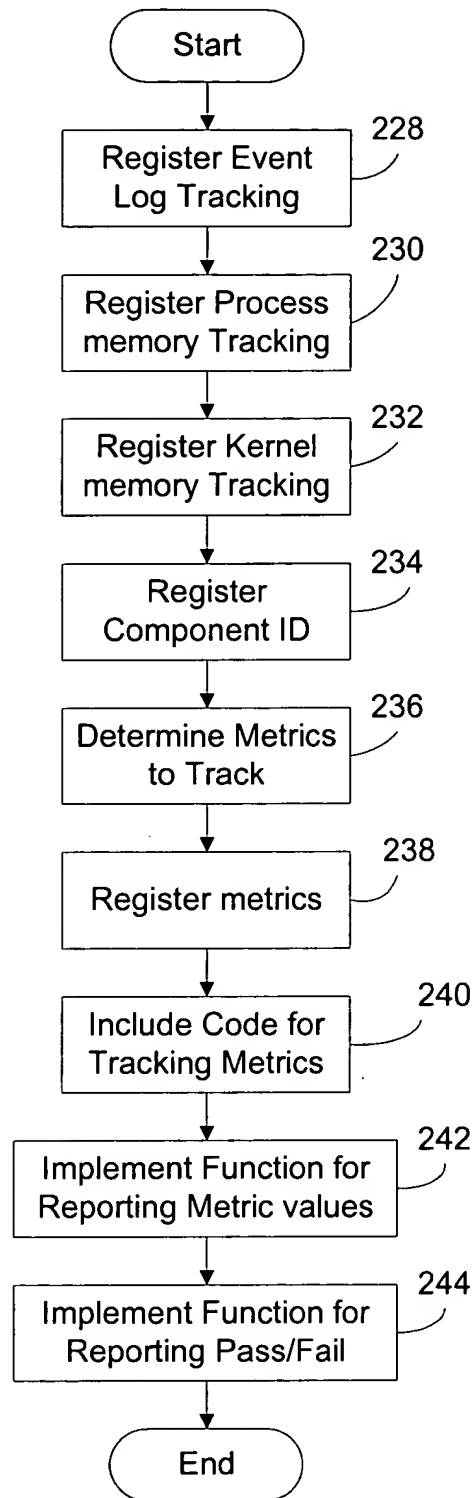 Start
228
Register Event
Log Tracking
230
Register Process
memory Tracking
232
Register Kernel
memory Tracking
234
Register
Component ID
236
Determine Metrics
to Track
238
Register metrics
240
Include Code for
Tracking Metrics
242
Implement Function for
Reporting Metric values
244
Implement Function for
Reporting Pass/Fail
End